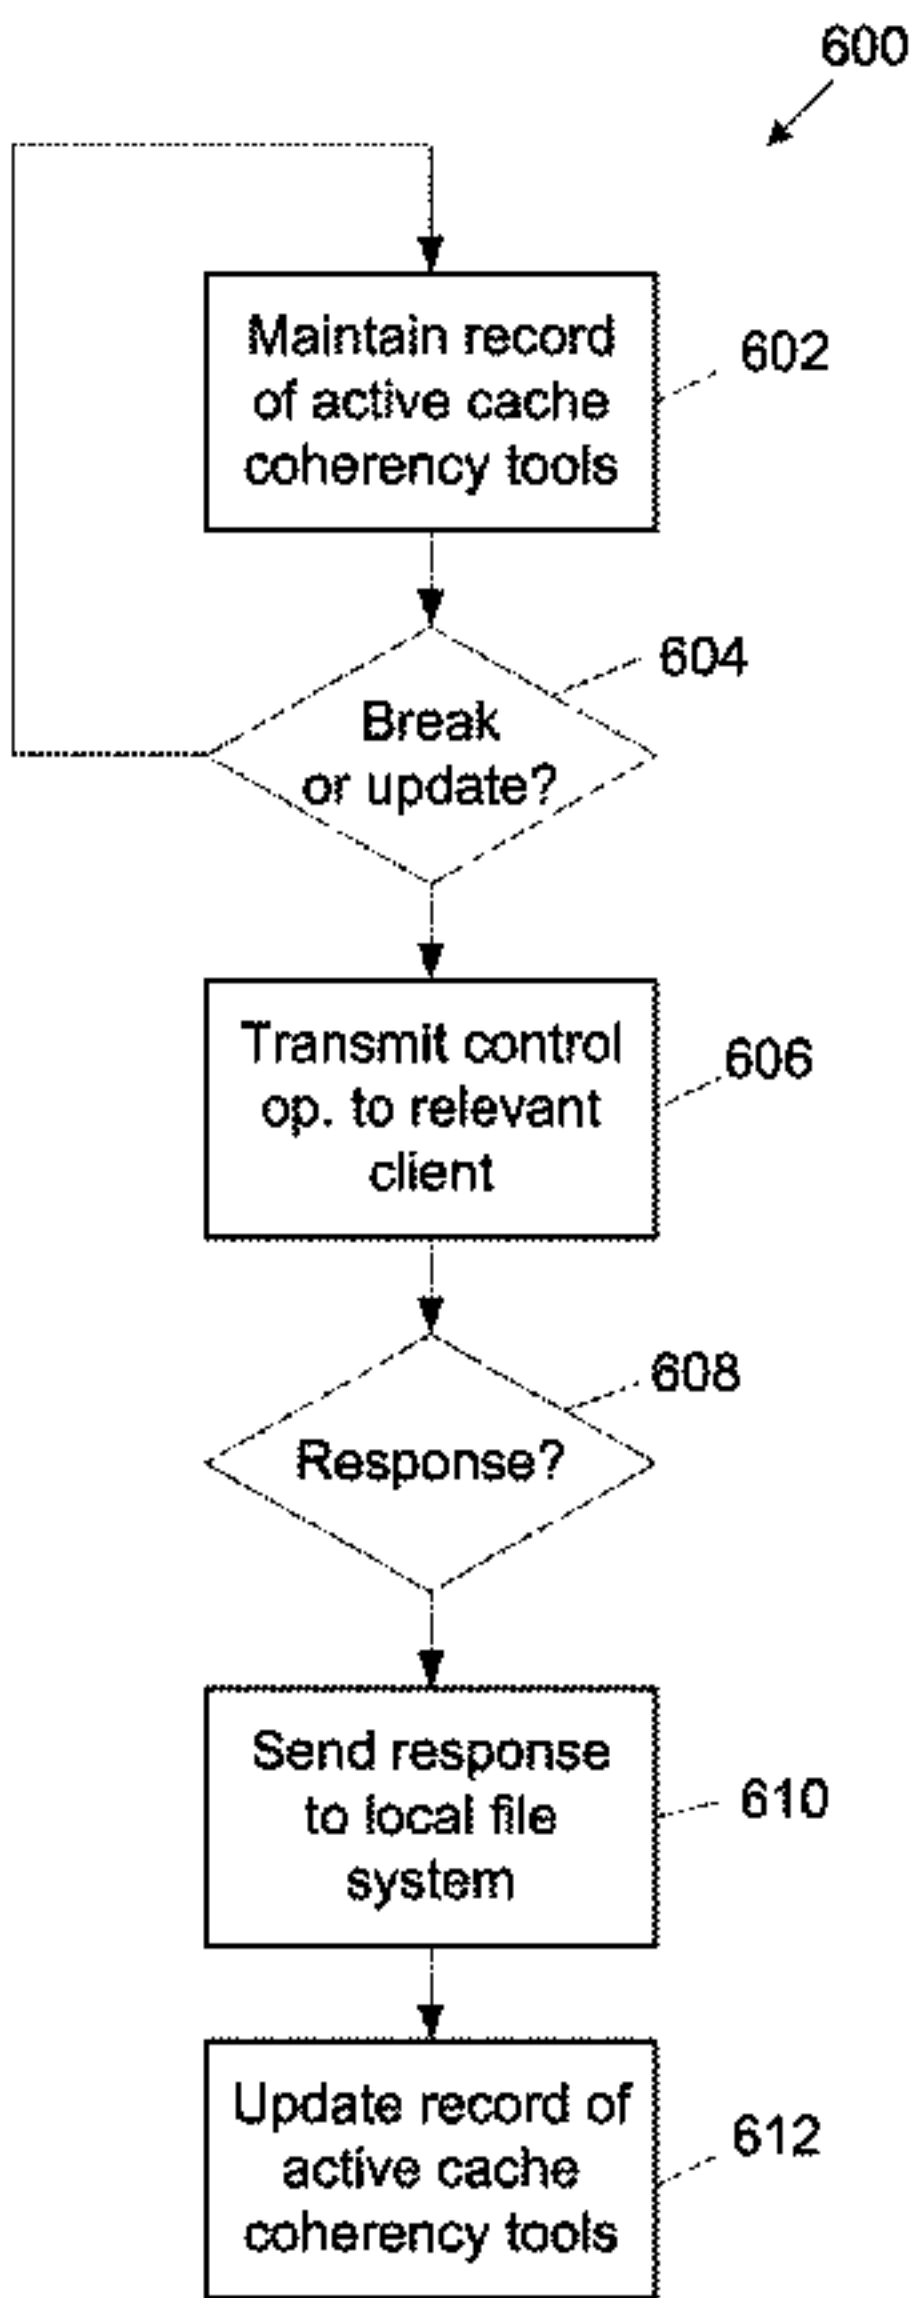 600
Maintain record
of active cache
coherency tools
602
604
Break
or update?
Transmit control
op. to relevant
client
606
608
Response?
Send response
to local file
system
610
Update record of
active cache
coherency tools
612